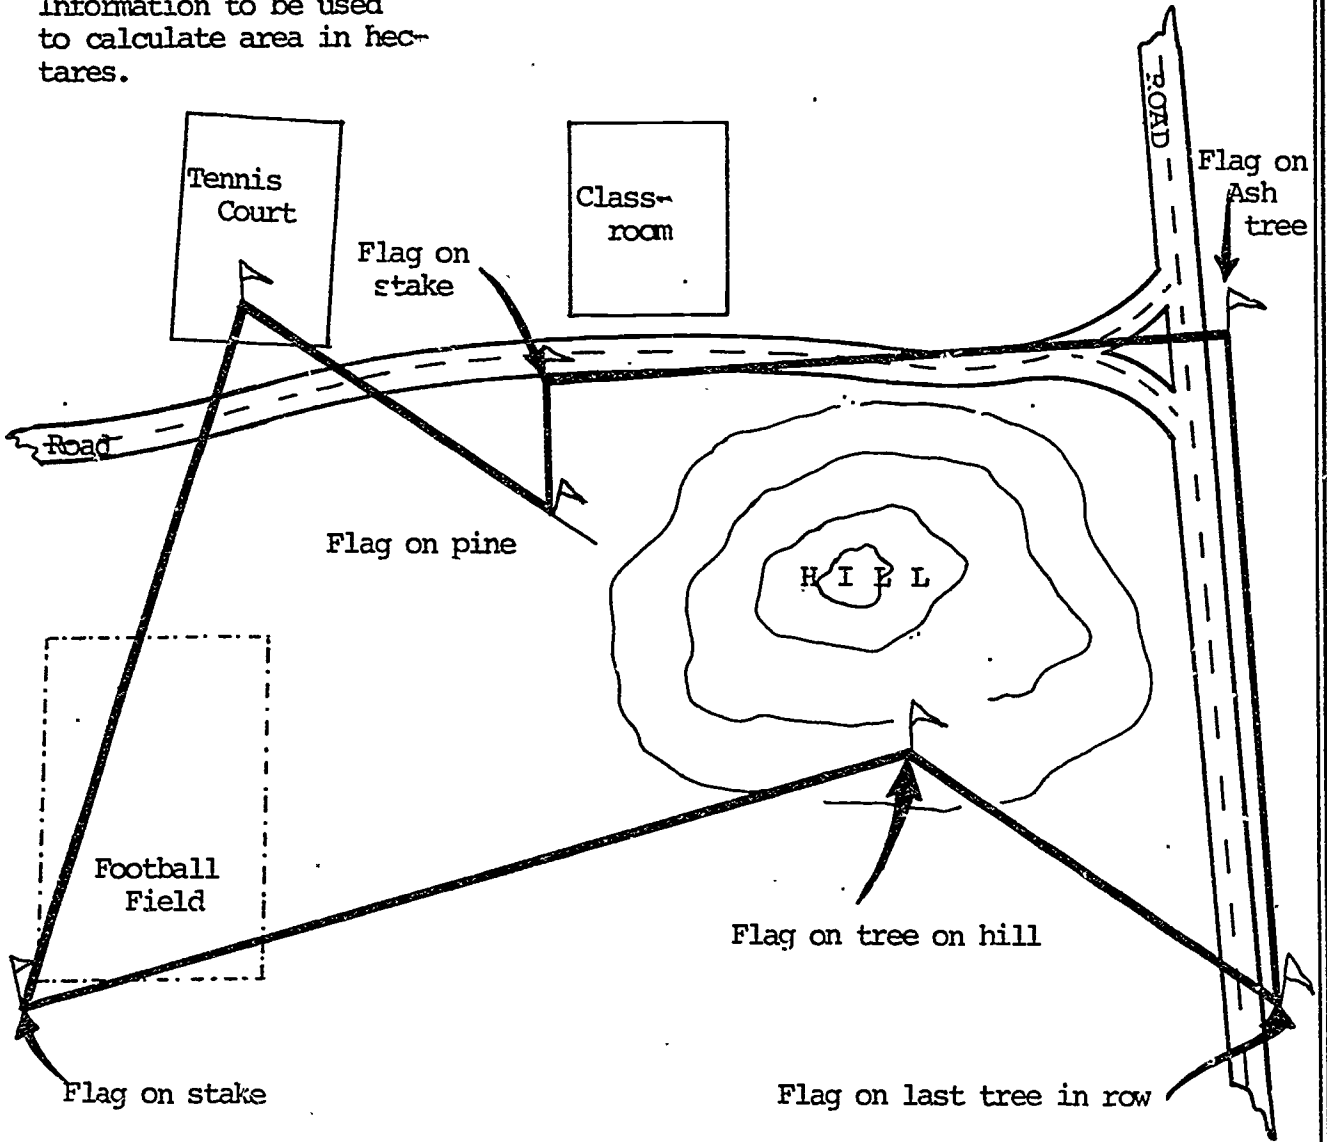 Information to be used
to calculate area in hec-
tares.
ROAD
Flag on
Ash
tree
Tennis
Court
Class-
room
Flag on
stake
Road
Flag on pine
HILL
Football
Field
Flag on tree on hill
Flag on stake
Flag on last tree in row